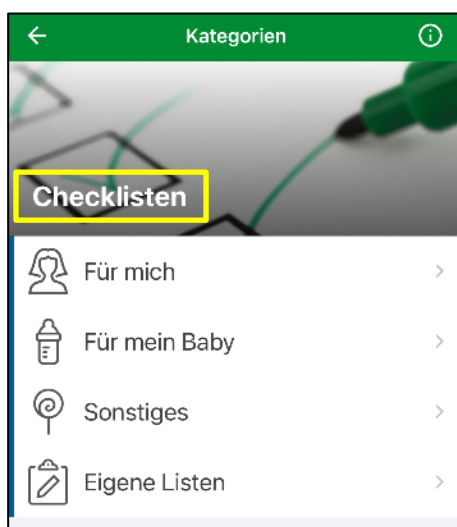 Kategorien
Checklisten
Für mich
Für mein Baby
Sonstiges
Eigene Listen